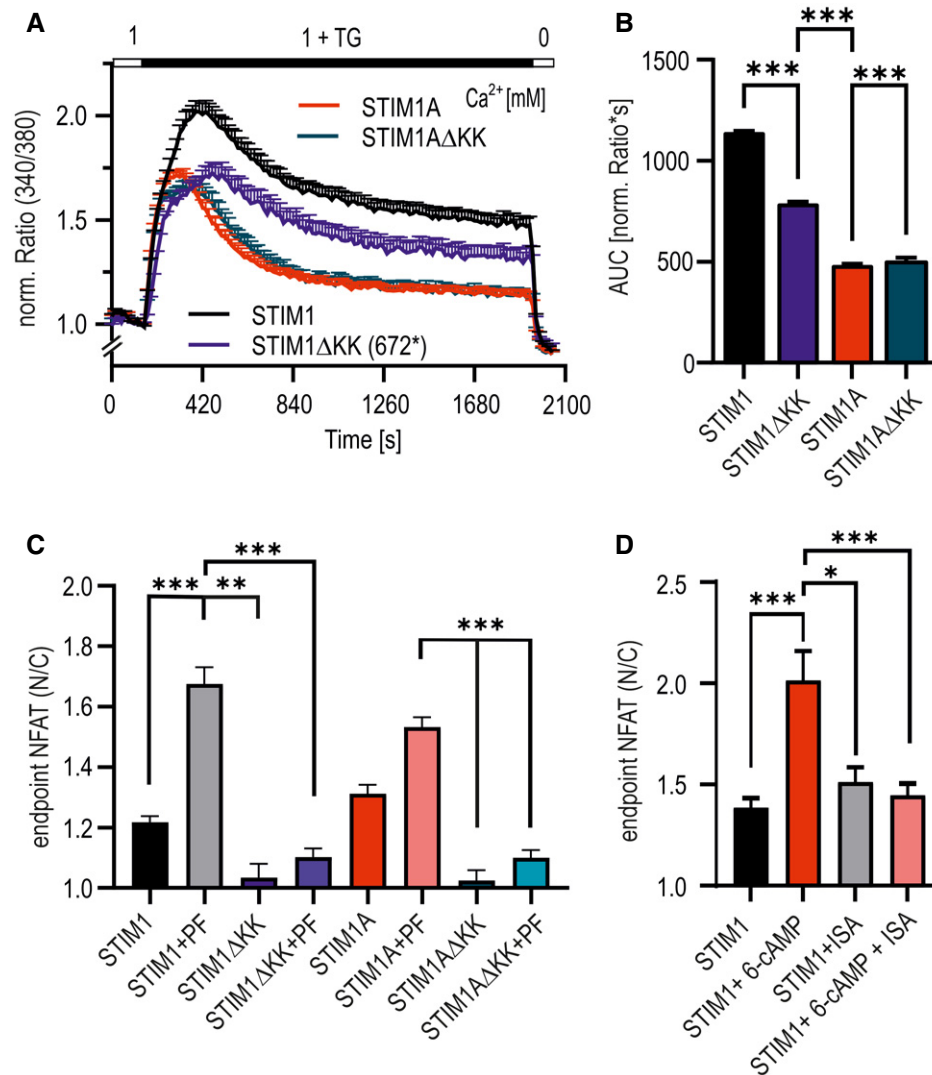 A
1
1 + TG
0
Ca²⁺ [mM]
STIM1A
STIM1AΔKK
norm. Ratio (340/380)
2.0
1.5
1.0
STIM1
STIM1ΔKK (672*)
0 420 840 1260 1680 2100
Time [s]
B
***
***
***
AUC [norm. Ratio*s]
1500
1000
500
0
STIM1
STIM1ΔKK
STIM1A
STIM1AΔKK
C
***
***
**
***
endpoint NFAT (N/C)
2.0
1.8
1.6
1.4
1.2
1.0
STIM1
STIM1+PF
STIM1ΔKK
STIM1ΔKK+PF
STIM1A
STIM1A+PF
STIM1AΔKK
STIM1AΔKK+PF
D
***
***
*
endpoint NFAT (N/C)
2.5
2.0
1.5
1.0
STIM1
STIM1+ 6-cAMP
STIM1+ISA
STIM1+ 6-cAMP + ISA